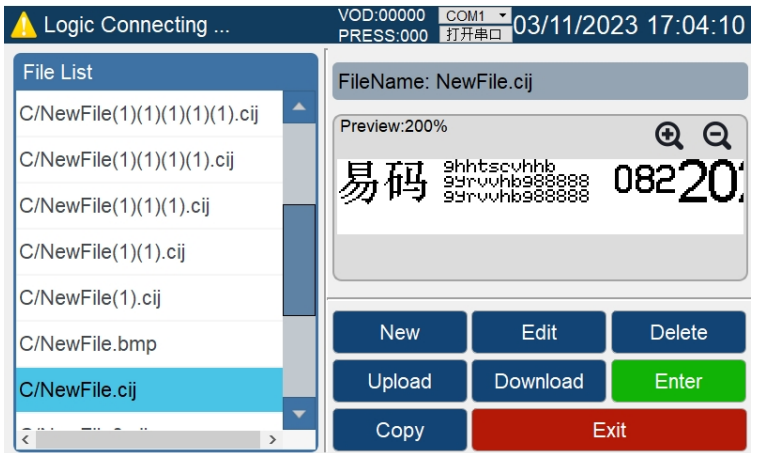 Logic Connecting ...
VOD:00000
PRESS:000
COM1
打开串口
03/11/2023 17:04:10
File List
C/NewFile(1)(1)(1)(1)(1).cij
C/NewFile(1)(1)(1)(1).cij
C/NewFile(1)(1)(1).cij
C/NewFile(1)(1).cij
C/NewFile(1).cij
C/NewFile.bmp
C/NewFile.cij
FileName: NewFile.cij
Preview:200%
易码
9hhtscvhhb
99rvvhb988888
99rvvhb988888
082
20
New Edit Delete
Upload Download Enter
Copy Exit